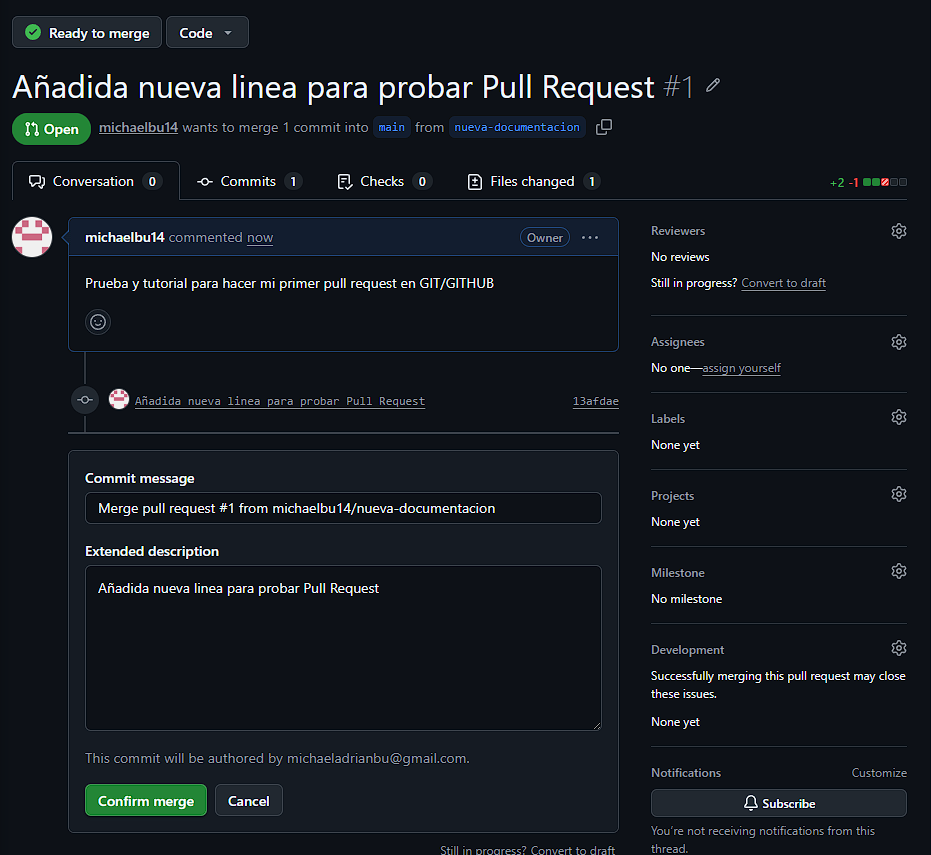 Ready to merge
Code
Añadida nueva linea para probar Pull Request #1
Open
michaelbu14 wants to merge 1 commit into main from nueva-documentacion
Conversation 0
Commits 1
Checks 0
Files changed 1
+2 -1
michaelbu14 commented now
Owner
Prueba y tutorial para hacer mi primer pull request en GIT/GITHUB
Añadida nueva linea para probar Pull Request
13afdae
Commit message
Merge pull request #1 from michaelbu14/nueva-documentacion
Extended description
Añadida nueva linea para probar Pull Request
This commit will be authored by michaeladrianbu@gmail.com.
Confirm merge
Cancel
Still in progress? Convert to draft
Reviewers
No reviews
Still in progress? Convert to draft
Assignees
No one—assign yourself
Labels
None yet
Projects
None yet
Milestone
No milestone
Development
Successfully merging this pull request may close
these issues.
None yet
Notifications
Customize
Subscribe
You're not receiving notifications from this
thread.